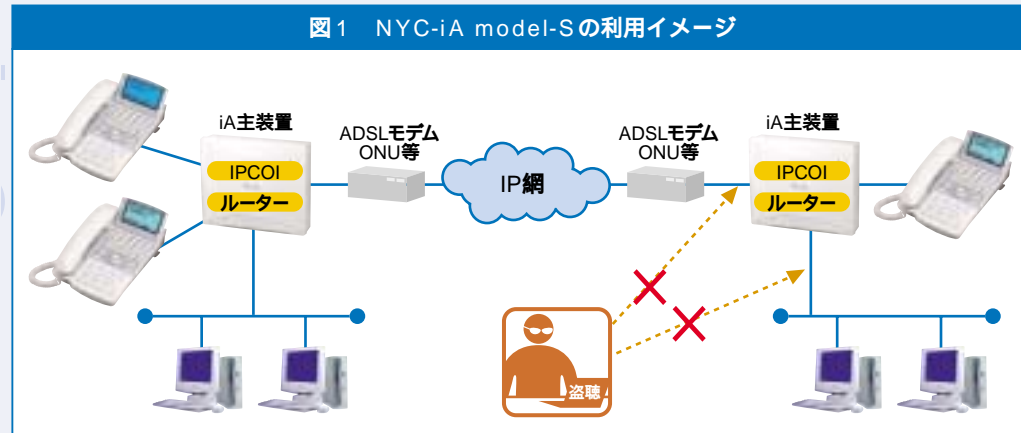 図1 NYC-iA model-Sの利用イメージ
iA主装置
IPCOI
ルーター
ADSLモデム
ONU等
IP網
ADSLモデム
ONU等
iA主装置
IPCOI
ルーター
盗聴